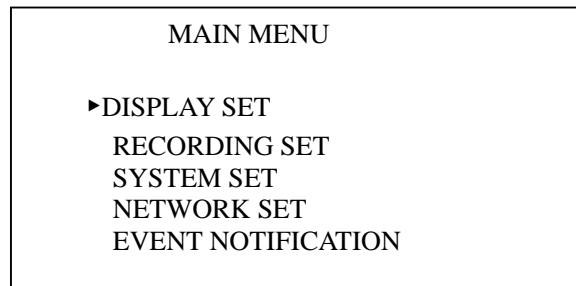 MAIN MENU
►DISPLAY SET
RECORDING SET
SYSTEM SET
NETWORK SET
EVENT NOTIFICATION